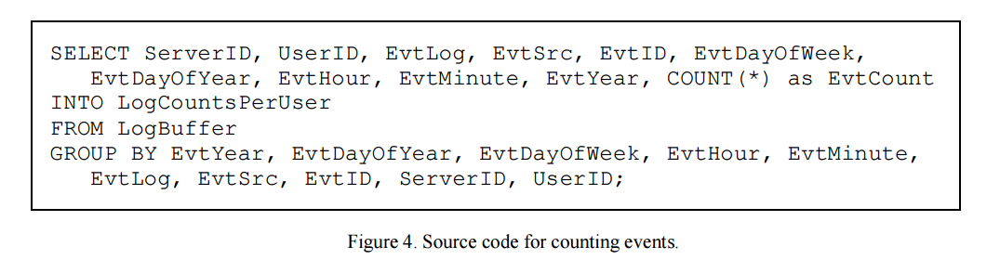 SELECT ServerID, UserID, EvtLog, EvtSrc, EvtID, EvtDayOfWeek,
EvtDayOfYear, EvtHour, EvtMinute, EvtYear, COUNT(*) as EvtCount
INTO LogCountsPerUser
FROM LogBuffer
GROUP BY EvtYear, EvtDayOfYear, EvtDayOfWeek, EvtHour, EvtMinute,
EvtLog, EvtSrc, EvtID, ServerID, UserID;
Figure 4. Source code for counting events.